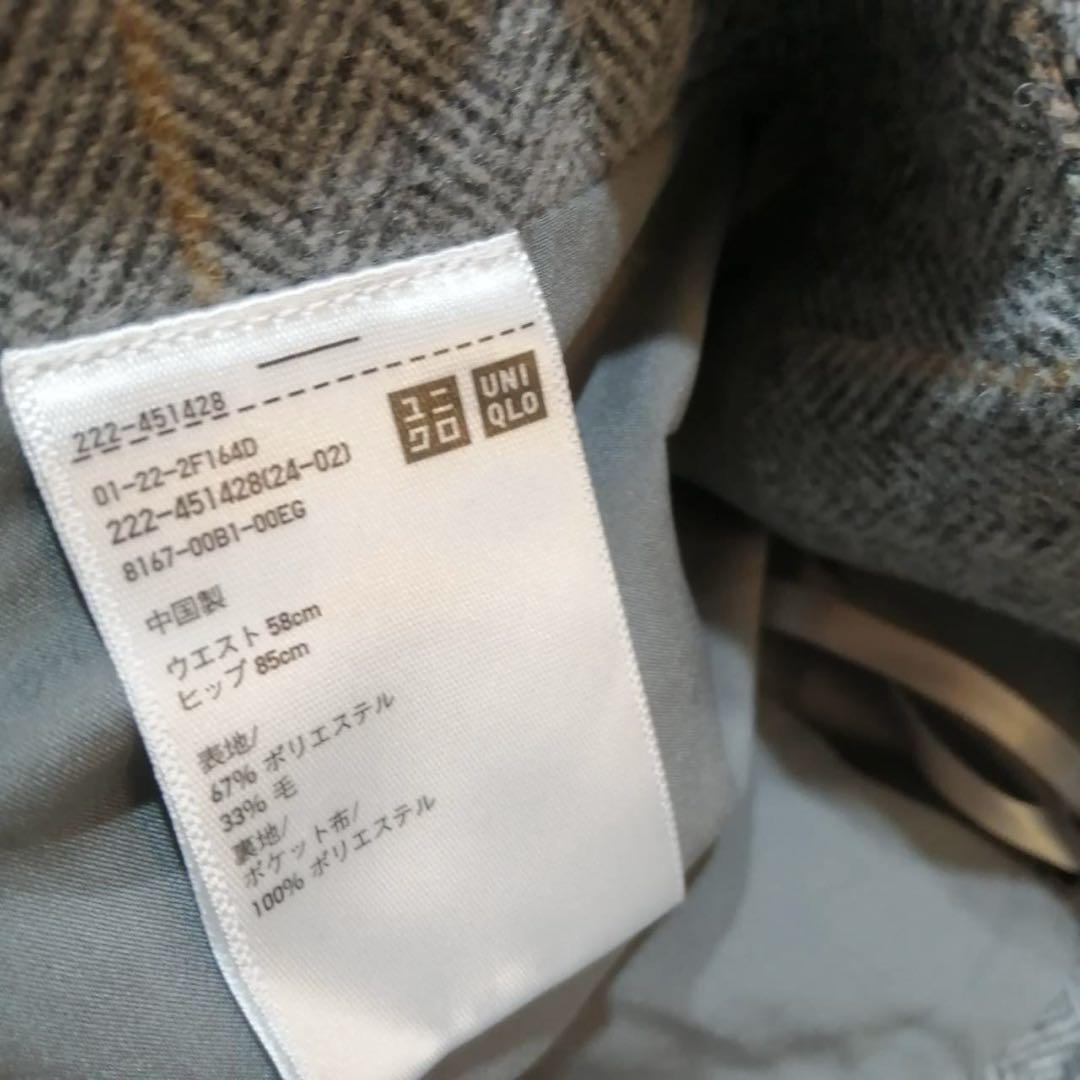 222-451428
01-22-2F164D
222-451428(24-02)
8167-00B1-00EG
ユニ
クロ
UNI
QLO
中国製
ウエスト 58cm
ヒップ 85cm
表地/
67% ポリエステル
33% 毛
裏地/
ポケット布/
100% ポリエステル